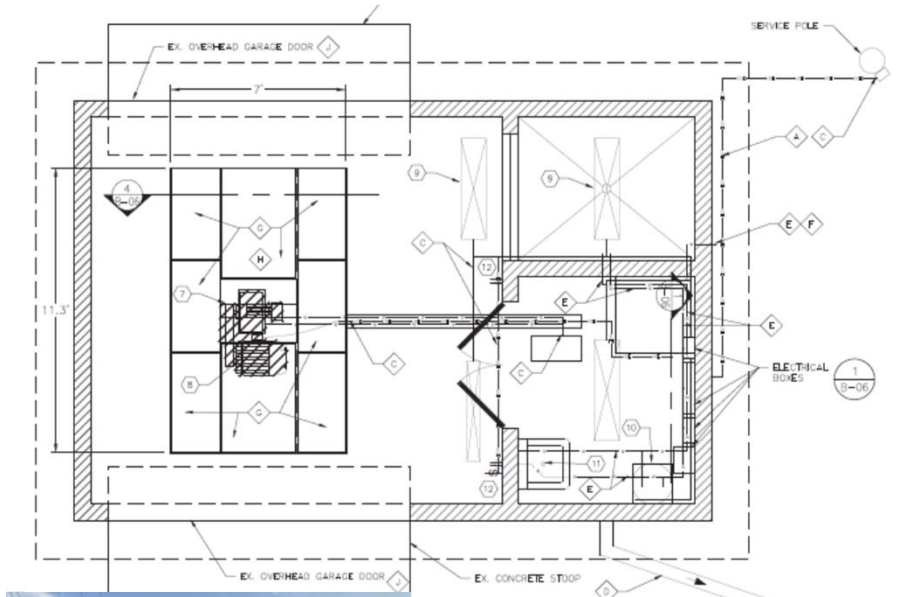 SERVICE POLE
EX. OVERHEAD GARAGE DOOR
J
7'
A
C
4
B-06
9
9
G
E
F
C
H
12
7
E
11.3'
E
C
C
ELECTRICAL
BOXES
1
B-06
8
G
10
11
12
E
EX. OVERHEAD GARAGE DOOR
J
EX. CONCRETE STOOP